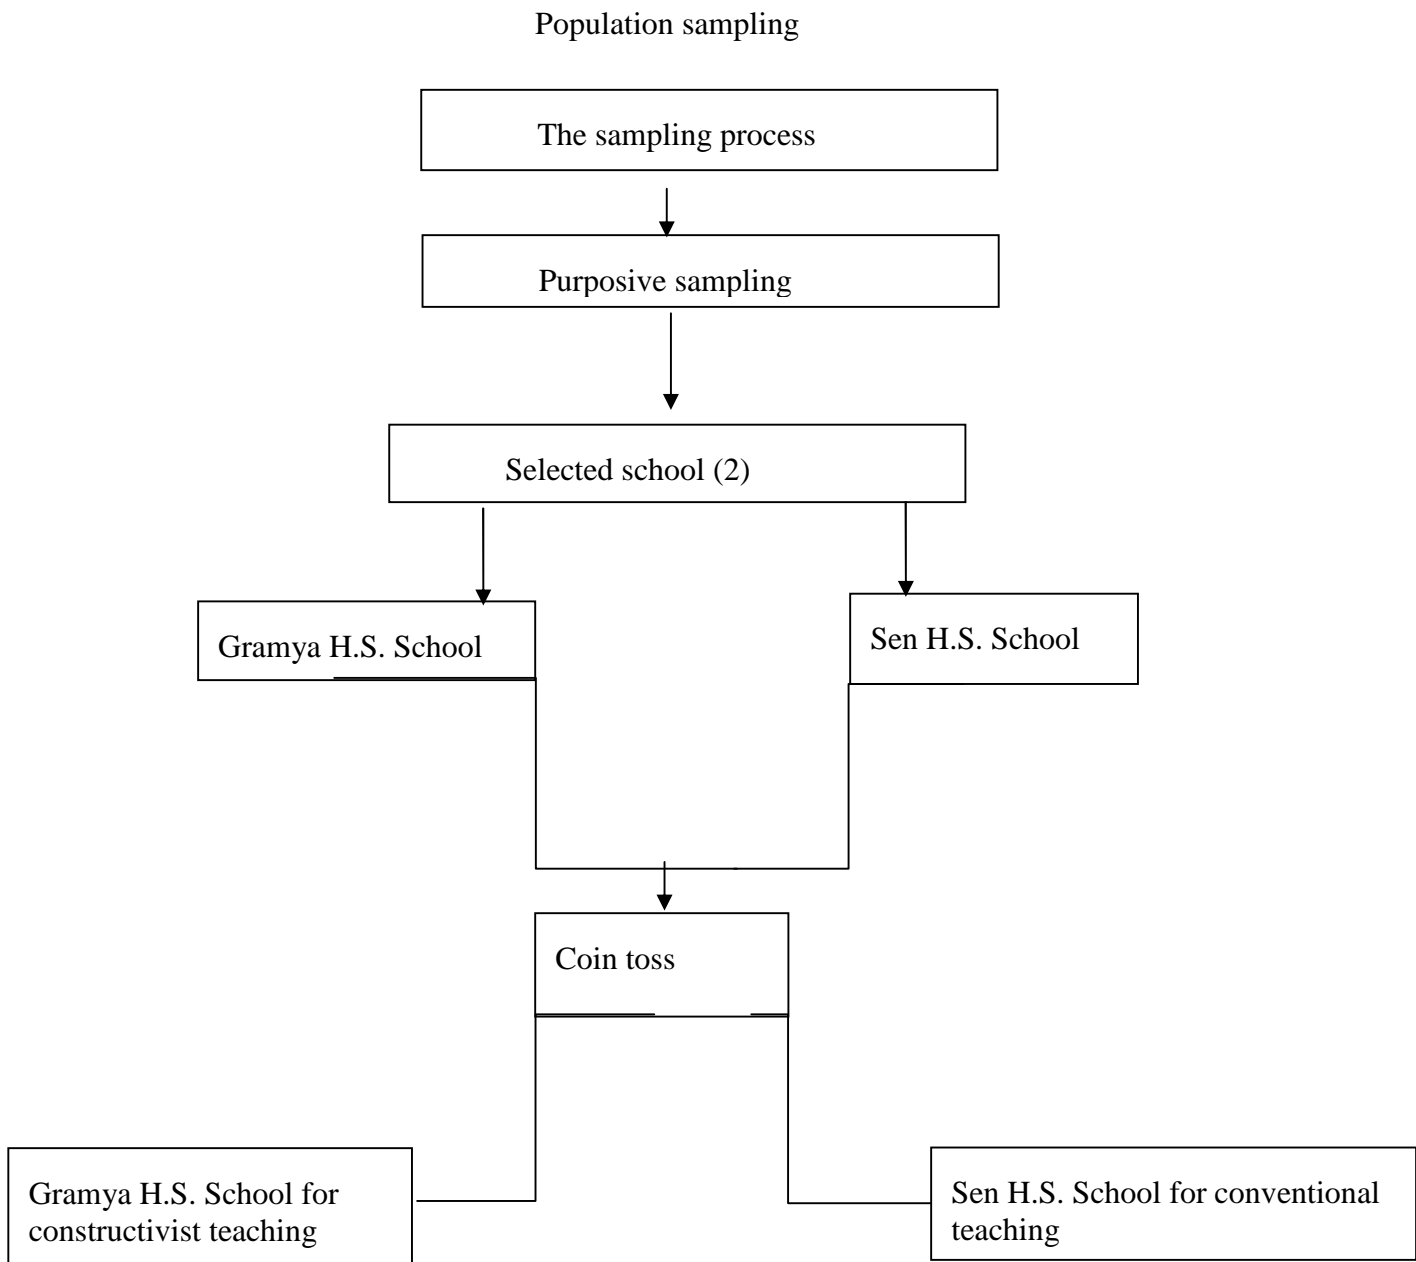 Population sampling
The sampling process
Purposive sampling
Selected school (2)
Gramya H.S. School
Sen H.S. School
Coin toss
Gramya H.S. School for
constructivist teaching
Sen H.S. School for conventional
teaching